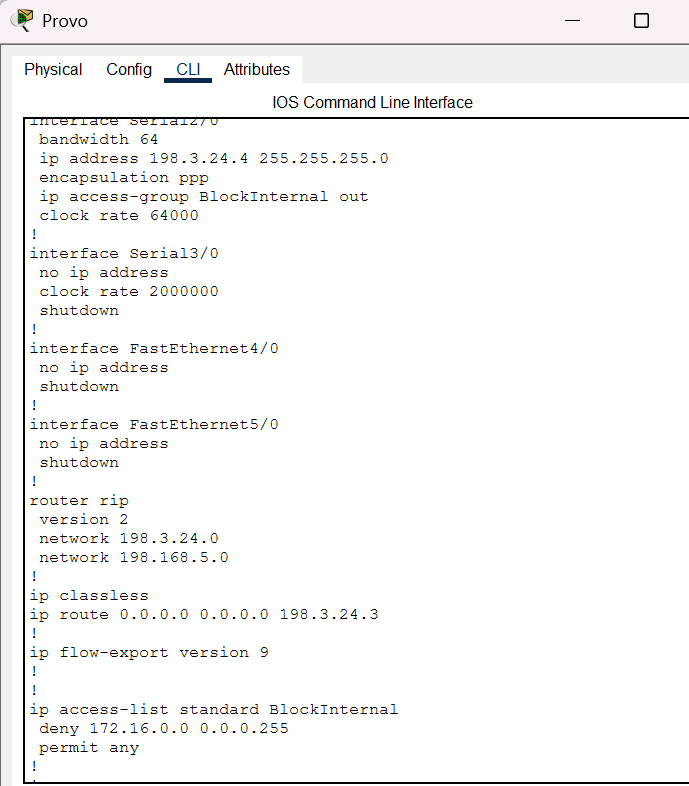 Provo
Physical Config CLI Attributes
IOS Command Line Interface
interface Serial2/0
bandwidth 64
ip address 198.3.24.4 255.255.255.0
encapsulation ppp
ip access-group BlockInternal out
clock rate 64000
!
interface Serial3/0
no ip address
clock rate 2000000
shutdown
!
interface FastEthernet4/0
no ip address
shutdown
!
interface FastEthernet5/0
no ip address
shutdown
!
router rip
version 2
network 198.3.24.0
network 198.168.5.0
!
ip classless
ip route 0.0.0.0 0.0.0.0 198.3.24.3
!
ip flow-export version 9
!
!
ip access-list standard BlockInternal
deny 172.16.0.0 0.0.0.255
permit any
!
!